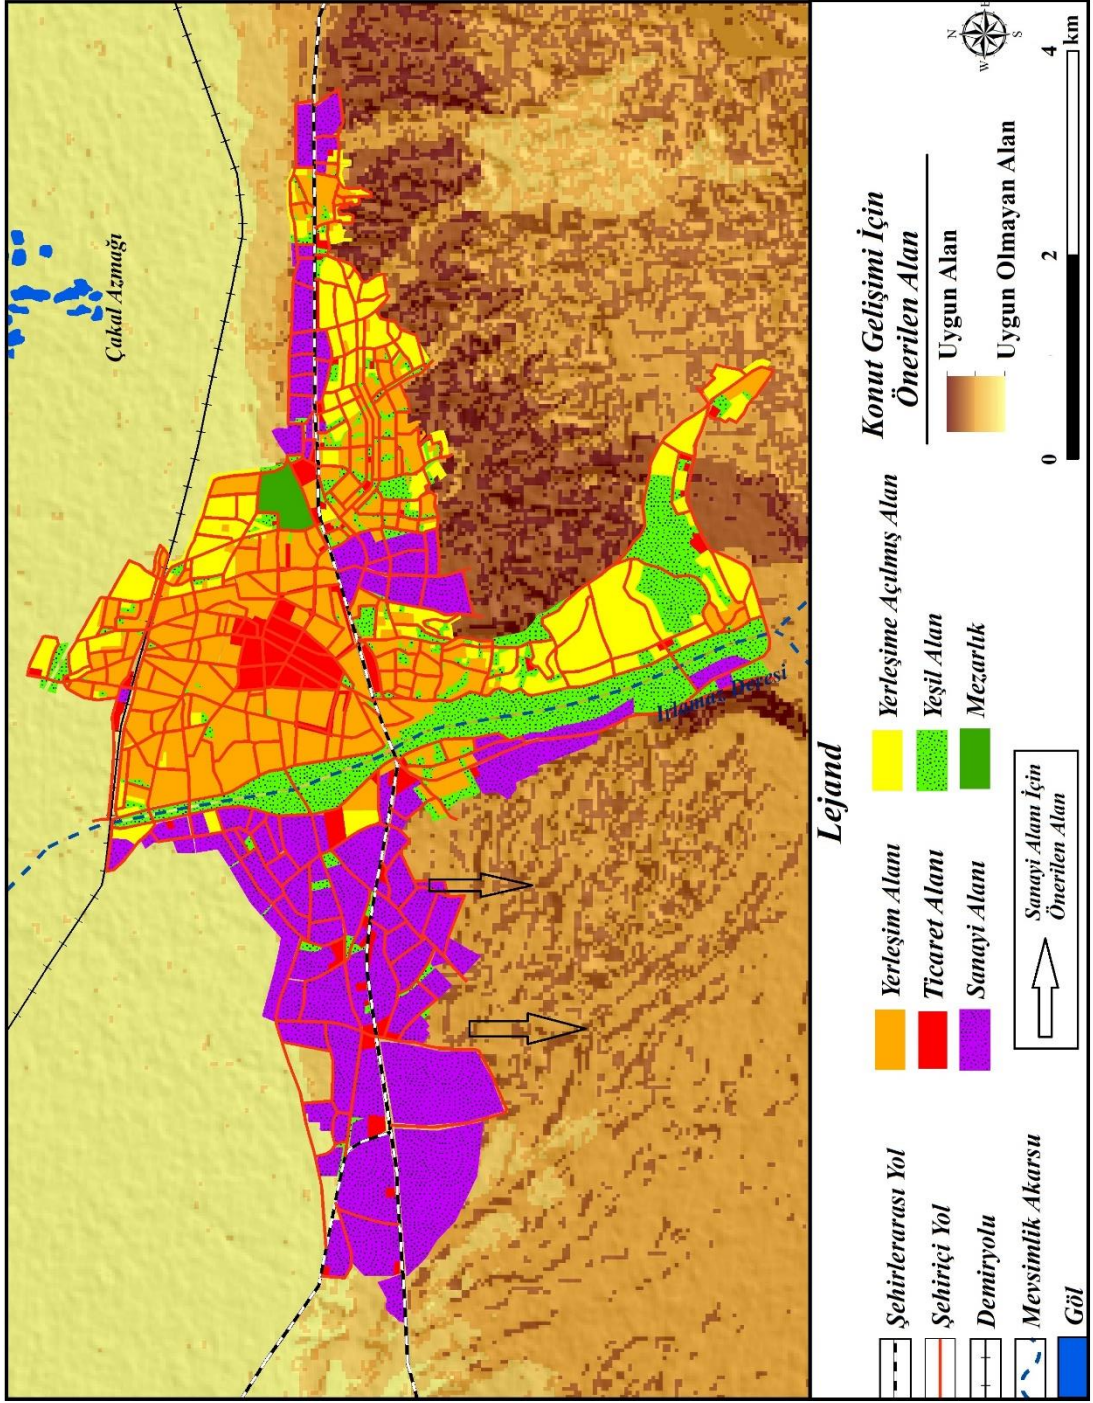 Çakal Azmağı
Irlamaz Deresi
N
E
S
W
Lejand
Şehirlerarası Yol
Şehiriçi Yol
Demiryolu
Mevsimlik Akarsu
Göl
Yerleşim Alanı
Ticaret Alanı
Sanayi Alanı
Sanayi Alanı İçin
Önerilen Alan
Yerleşime Açılmış Alan
Yeşil Alan
Mezarlık
Konut Gelişimi İçin
Önerilen Alan
Uygun Alan
Uygun Olmayan Alan
0 2 4
km